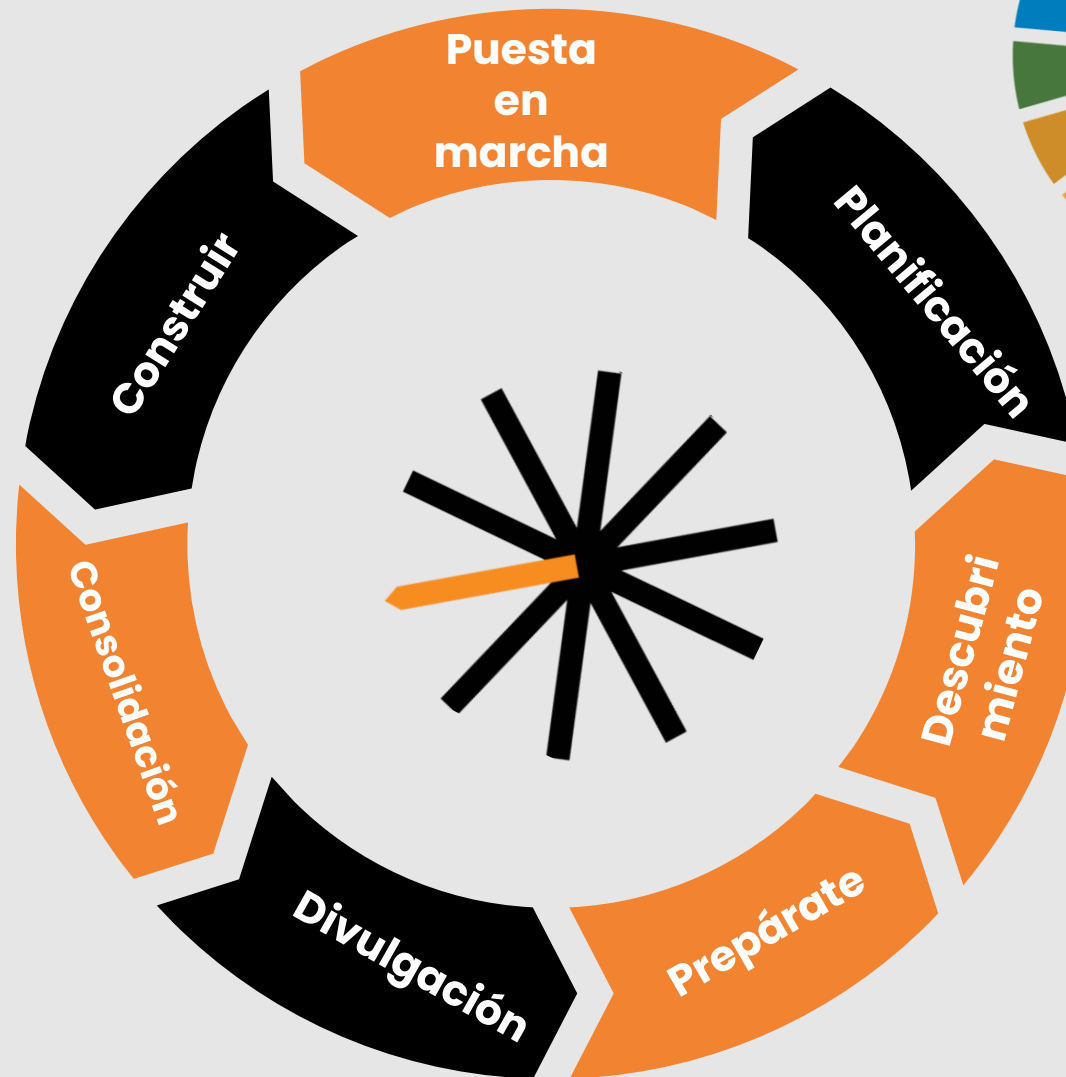 Puesta
en
marcha
Planificación
Descubri
miento
Prepárate
Divulgación
Consolidación
Construir